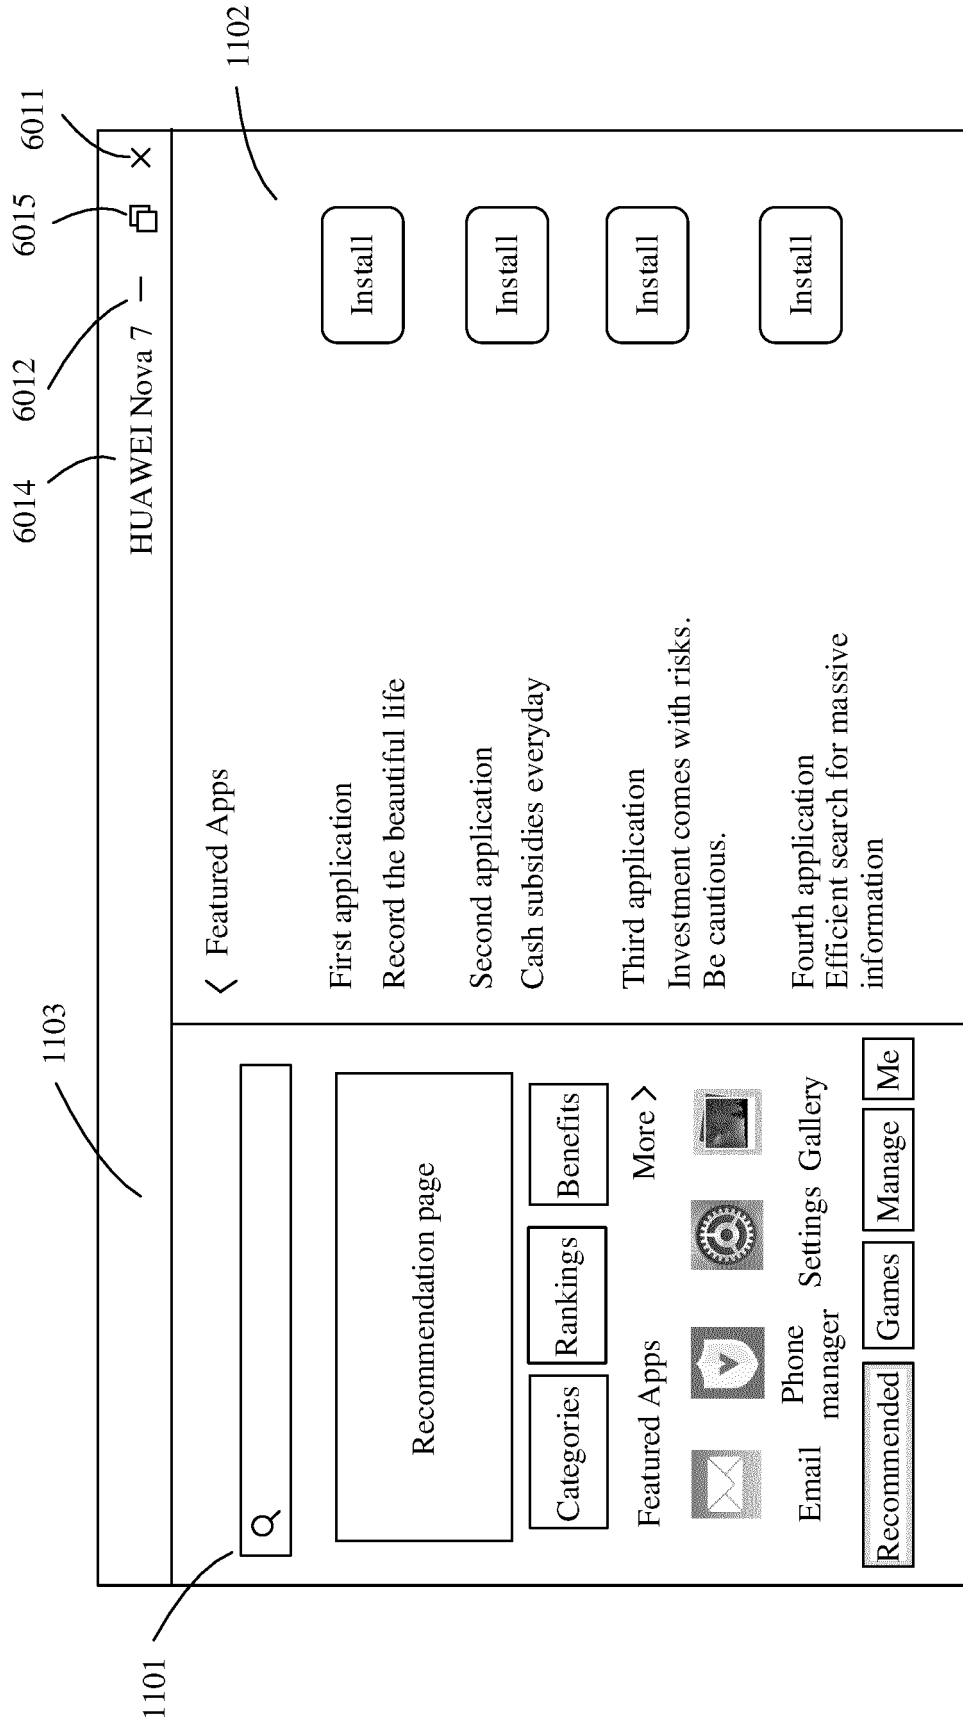 1103
6014
6012
6015
6011
HUAWEI Nova 7
1101
1102
Recommendation page
Categories
Rankings
Benefits
Featured Apps
More
Email
Phone
manager
Settings
Gallery
Recommended
Games
Manage
Me
Featured Apps
First application
Record the beautiful life
Install
Second application
Cash subsidies everyday
Install
Third application
Investment comes with risks.
Be cautious.
Install
Fourth application
Efficient search for massive
information
Install